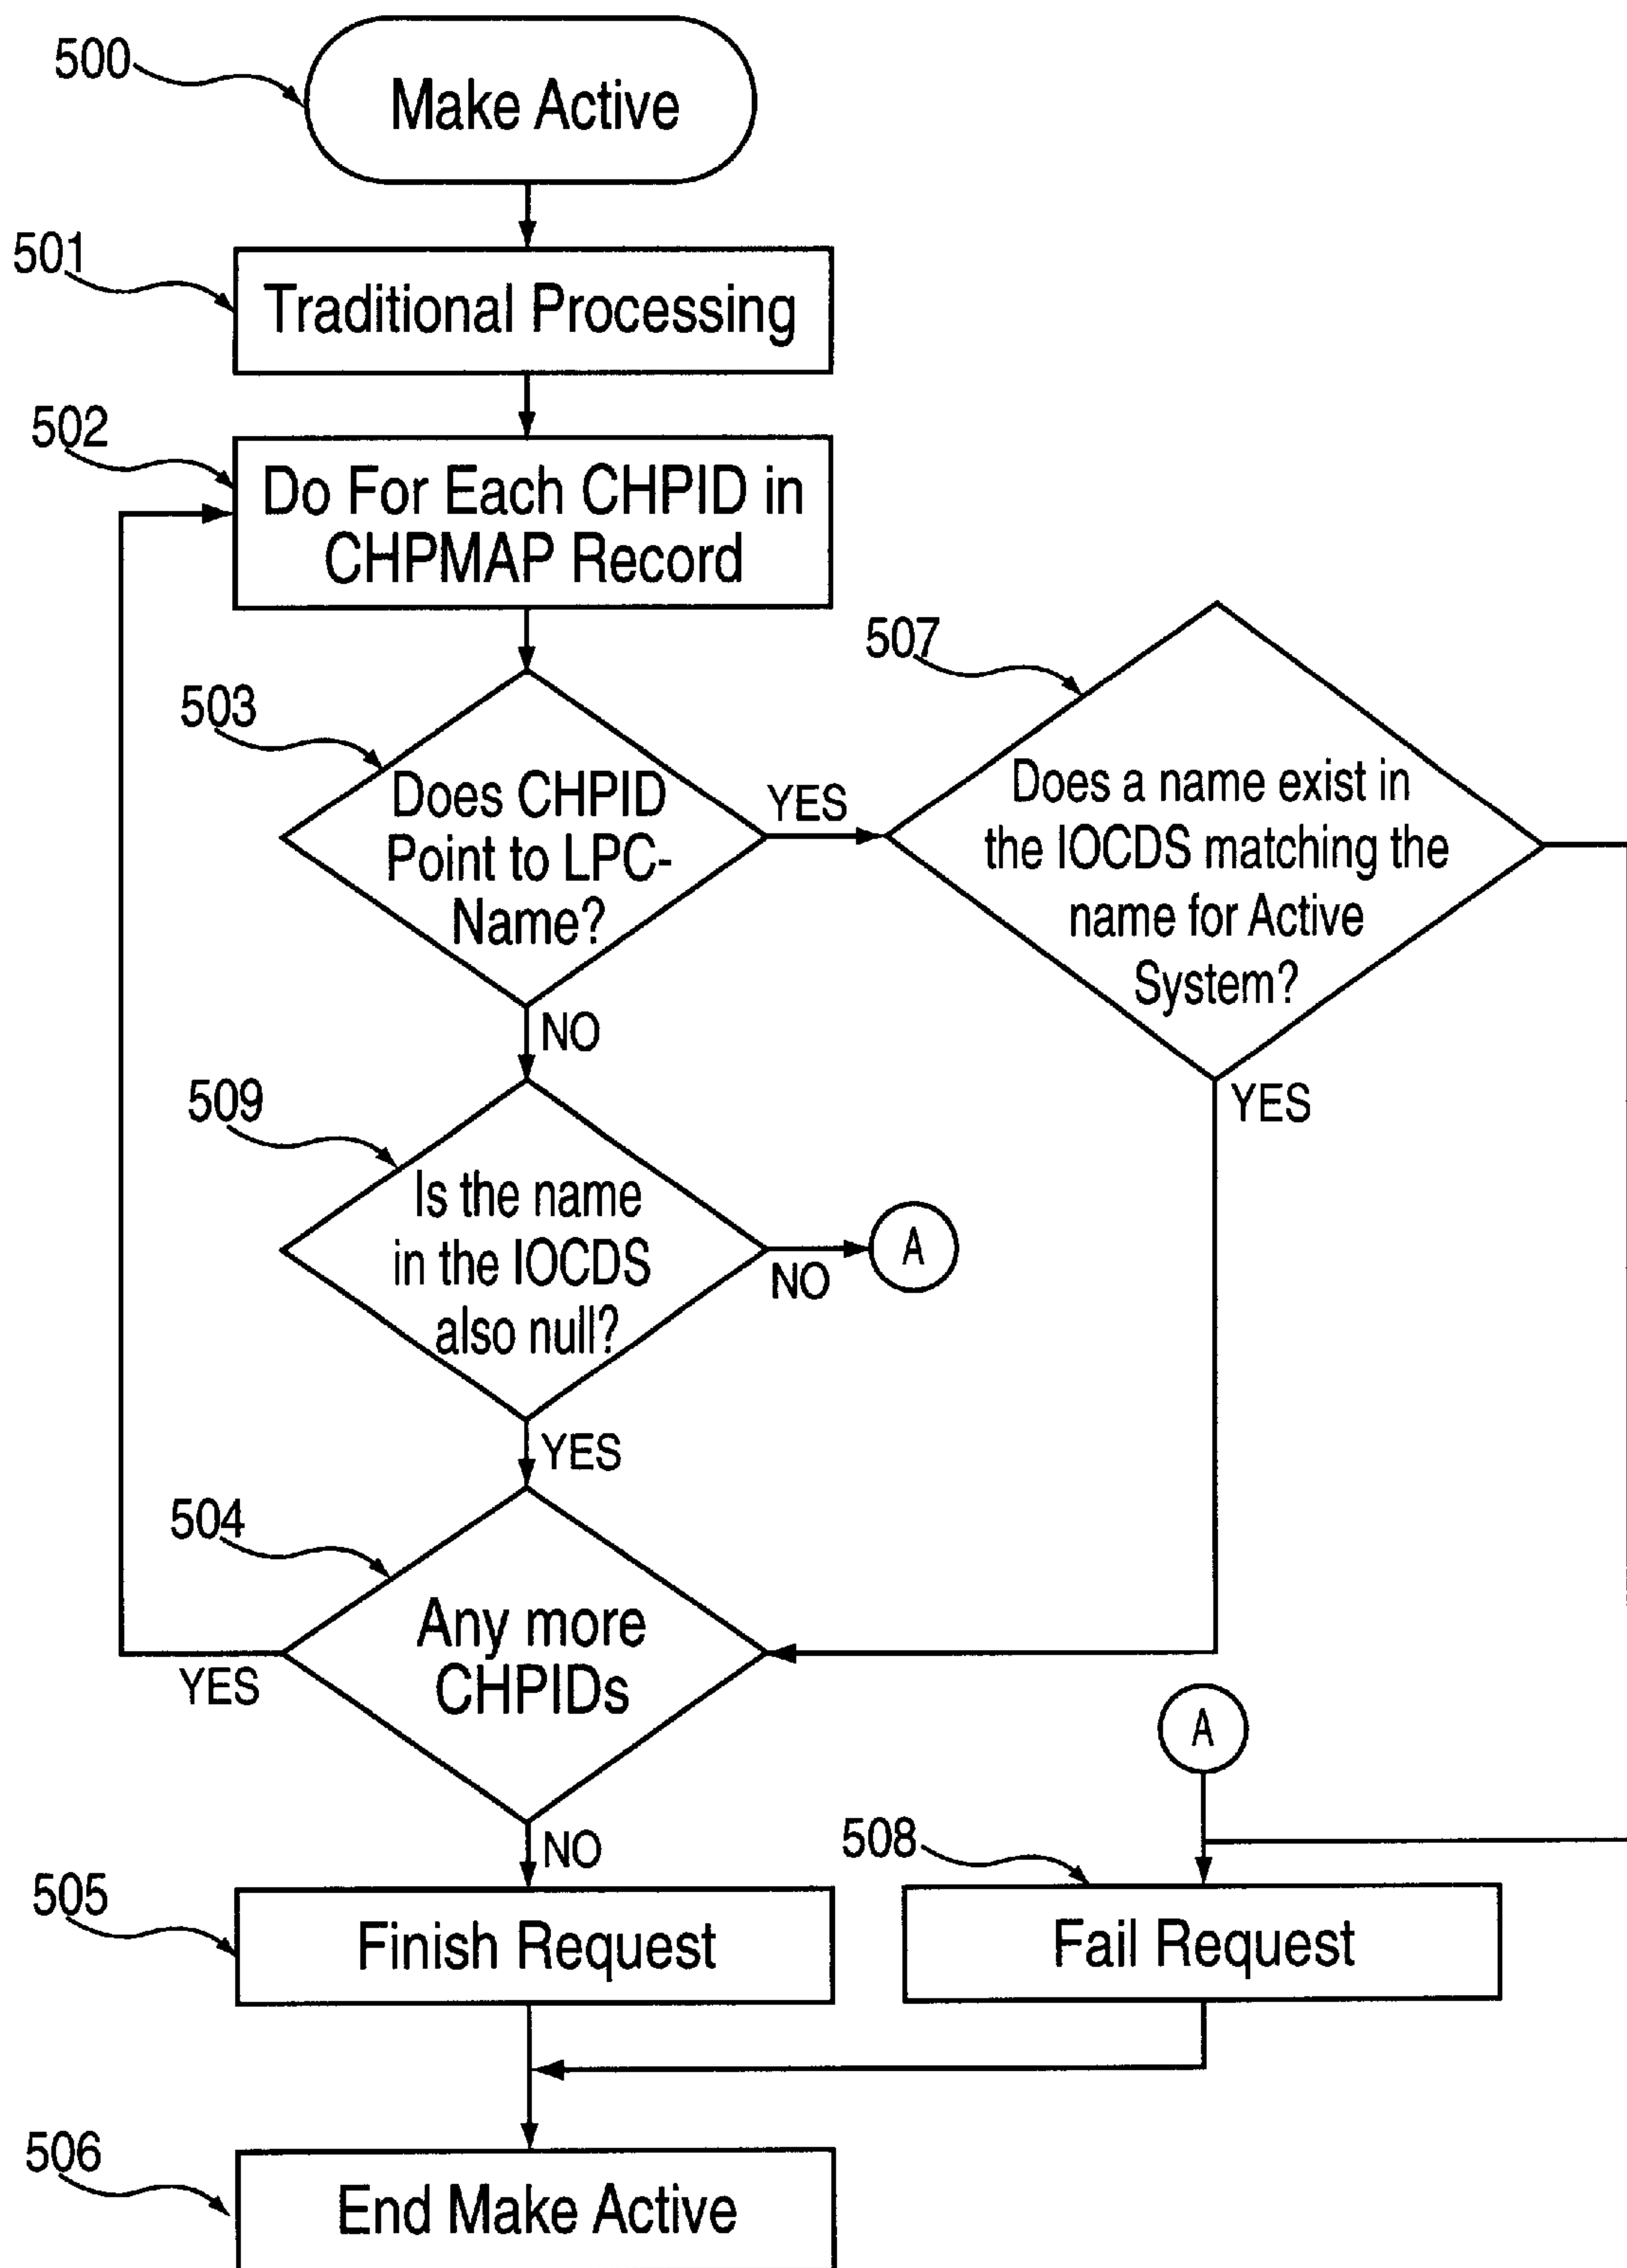 500
Make Active
501
Traditional Processing
502
Do For Each CHPID in
CHPMAP Record
503
Does CHPID
Point to LPC-
Name?
YES
NO
507
Does a name exist in
the IOCDS matching the
name for Active
System?
YES
509
Is the name
in the IOCDS
also null?
NO
A
YES
504
Any more
CHPIDs
YES
NO
A
505
Finish Request
508
Fail Request
506
End Make Active